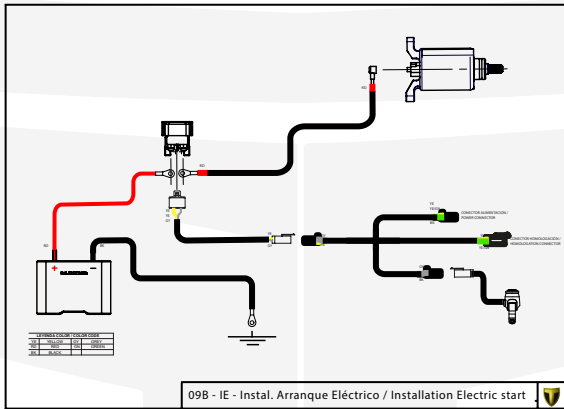 RD
RD
YE
GY
RD
BK
+ −
YE
GY
YE
CONECTOR ALIMENTACION /
POWER CONNECTOR
CONECTOR HOMOLOGACIÓN /
HOMOLOGATION CONNECTOR
LEYENDA COLOR / COLOR CODE
YE YELLOW GY GREY
RD RED GN GREEN
BK BLACK
09B - IE - Instal. Arranque Eléctrico / Installation Electric start